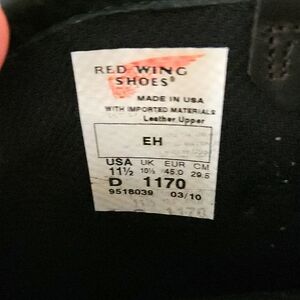 RED WING
SHOES®
MADE IN USA
WITH IMPORTED MATERIALS
Leather Upper
EH
USA UK EUR CM
11½ 10½ 45.0 29.5
D 1170
9518039 03/10